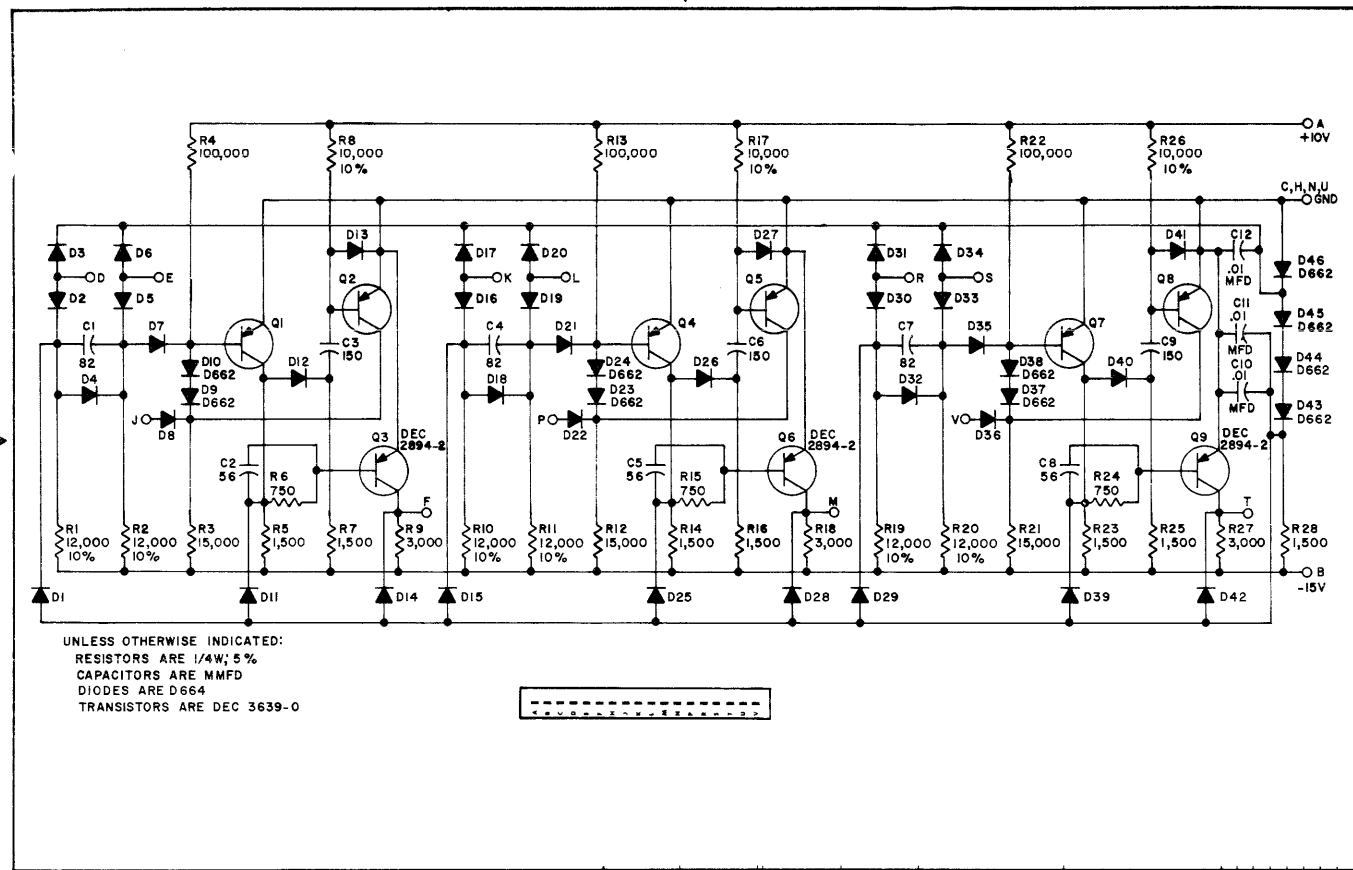 R4
100,000
R8
10,000
10%
R13
100,000
R17
10,000
10%
R22
100,000
R26
10,000
10%
A
+10V
C,H,N,U
GND
D3
D6
D13
D17
D20
D27
D31
D34
D41
C12
.01
MFD
D46
D662
D
E
K
L
R
S
D2
D5
Q2
D16
D19
Q5
D30
D33
Q8
C11
.01
MFD
D45
D662
C1
82
D7
Q1
C3
150
C4
82
D21
Q4
C6
150
C7
82
D35
Q7
C9
150
D10
D662
D12
D24
D662
D26
D38
D662
D40
C10
.01
MFD
D44
D662
D4
D9
D662
D18
D23
D662
D32
D37
D662
D43
D662
J
D8
P
D22
V
D36
Q3
DEC
2894-2
Q6
DEC
2894-2
Q9
DEC
2894-2
C2
56
R6
750
C5
56
R15
750
C8
56
R24
750
F
M
T
R1
12,000
10%
R2
12,000
10%
R3
15,000
R5
1,500
R7
1,500
R9
3,000
R10
12,000
10%
R11
12,000
10%
R12
15,000
R14
1,500
R16
1,500
R18
3,000
R19
12,000
10%
R20
12,000
10%
R21
15,000
R23
1,500
R25
1,500
R27
3,000
R28
1,500
B
-15V
D1
D11
D14
D15
D25
D28
D29
D39
D42
UNLESS OTHERWISE INDICATED:
RESISTORS ARE 1/4W; 5%
CAPACITORS ARE MMFD
DIODES ARE D664
TRANSISTORS ARE DEC 3639-0